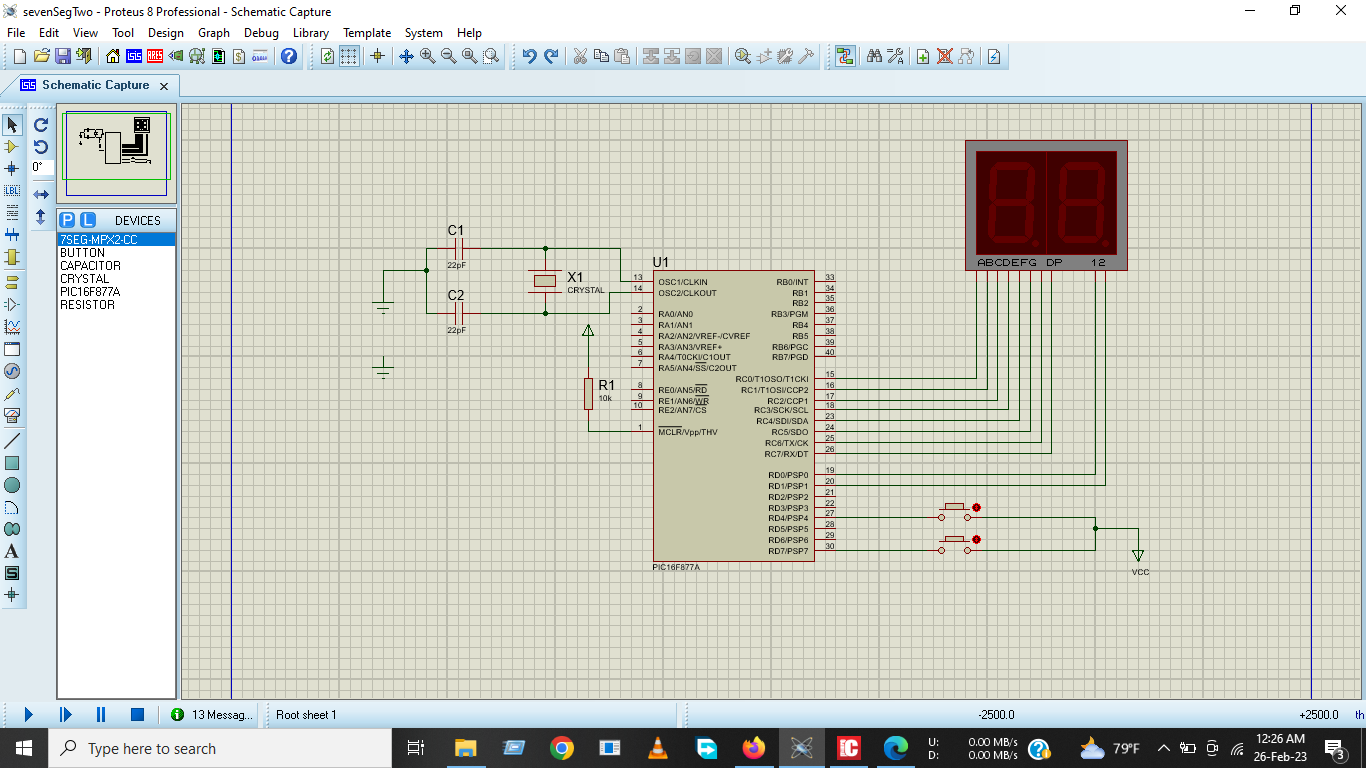 sevenSegTwo - Proteus 8 Professional - Schematic Capture
File Edit View Tool Design Graph Debug Library Template System Help
Schematic Capture
0°
LBL
P L DEVICES
7SEG-MPX2-CC
BUTTON
CAPACITOR
CRYSTAL
PIC16F877A
RESISTOR
C1
22pF
C2
22pF
X1
CRYSTAL
R1
10k
U1
13 OSC1/CLKIN
14 OSC2/CLKOUT
2 RA0/AN0
3 RA1/AN1
4 RA2/AN2/VREF-/CVREF
5 RA3/AN3/VREF+
6 RA4/T0CKI/C1OUT
7 RA5/AN4/SS/C2OUT
8 RE0/AN5/RD
9 RE1/AN6/WR
10 RE2/AN7/CS
1 MCLR/Vpp/THV
RB0/INT 33
RB1 34
RB2 35
RB3/PGM 36
RB4 37
RB5 38
RB6/PGC 39
RB7/PGD 40
RC0/T1OSO/T1CKI 15
RC1/T1OSI/CCP2 16
RC2/CCP1 17
RC3/SCK/SCL 18
RC4/SDI/SDA 23
RC5/SDO 24
RC6/TX/CK 25
RC7/RX/DT 26
RD0/PSP0 19
RD1/PSP1 20
RD2/PSP2 21
RD3/PSP3 22
RD4/PSP4 27
RD5/PSP5 28
RD6/PSP6 29
RD7/PSP7 30
PIC16F877A
ABCDEFG DP 12
VCC
13 Messag...
Root sheet 1
-2500.0
+2500.0
th
Type here to search
U: 0.00 MB/s
D: 0.00 MB/s
79°F
12:26 AM
26-Feb-23
3